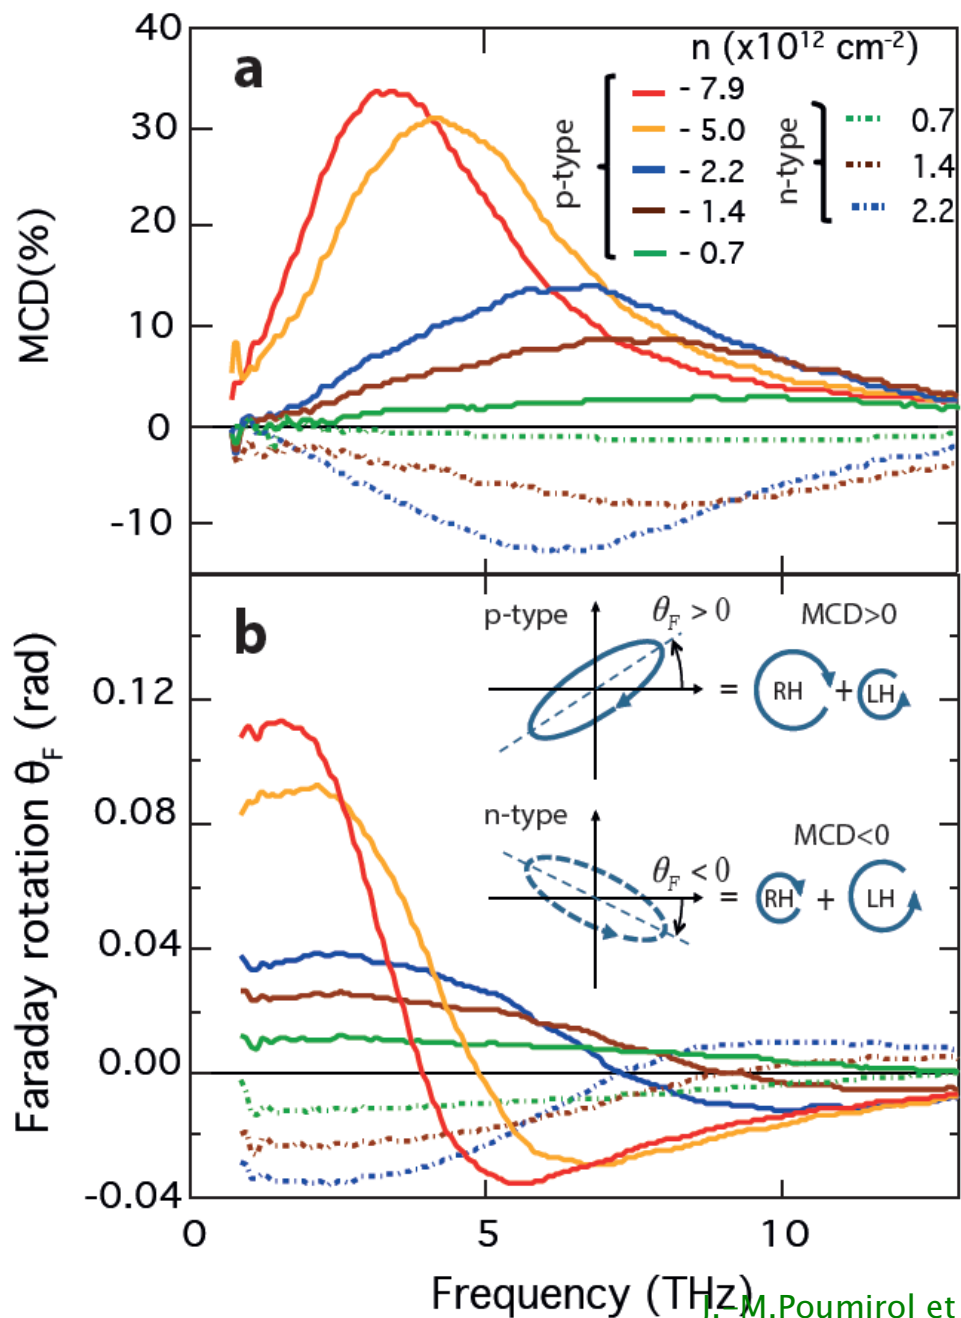 40
30
20
10
0
-10
MCD(%)
a
n (x10¹² cm⁻²)
p-type
- 7.9
- 5.0
- 2.2
- 1.4
- 0.7
n-type
0.7
1.4
2.2
b
0.12
0.08
0.04
0.00
-0.04
Faraday rotation θF (rad)
p-type
θF > 0
MCD>0
= RH + LH
n-type
θF < 0
MCD<0
= RH + LH
0
5
10
Frequency (THz)
J.-M.Poumirol et